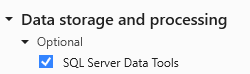 Data storage and processing
Optional
SQL Server Data Tools